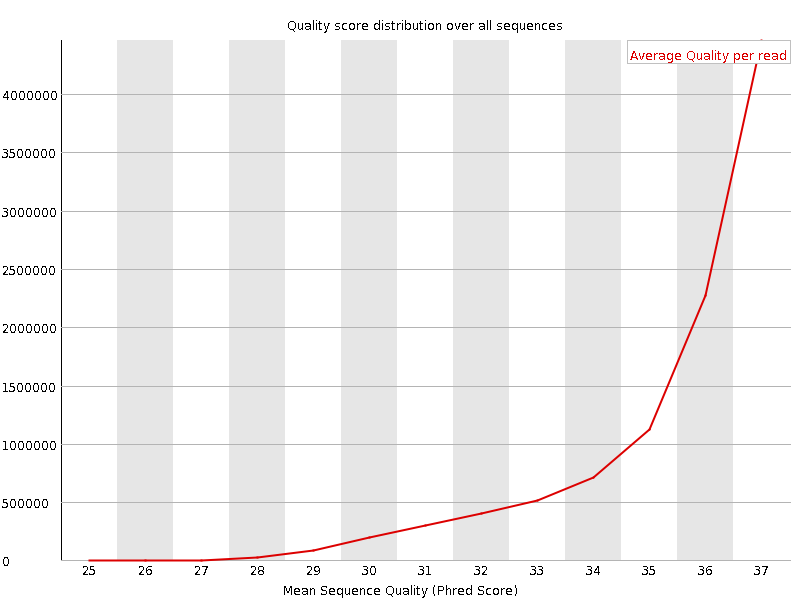 Quality score distribution over all sequences
Average Quality per read
4000000
3500000
3000000
2500000
2000000
1500000
1000000
500000
0
25 26 27 28 29 30 31 32 33 34 35 36 37
Mean Sequence Quality (Phred Score)